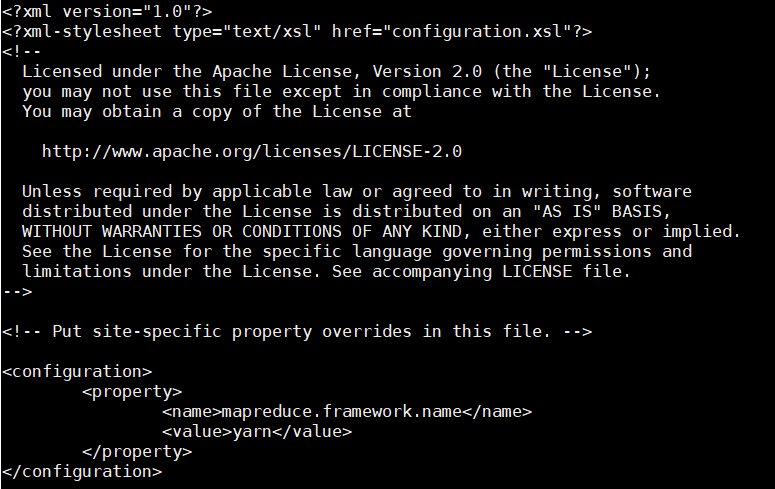 <?xml version="1.0"?>
<?xml-stylesheet type="text/xsl" href="configuration.xsl"?>
<!--
  Licensed under the Apache License, Version 2.0 (the "License");
  you may not use this file except in compliance with the License.
  You may obtain a copy of the License at

    http://www.apache.org/licenses/LICENSE-2.0

  Unless required by applicable law or agreed to in writing, software
  distributed under the License is distributed on an "AS IS" BASIS,
  WITHOUT WARRANTIES OR CONDITIONS OF ANY KIND, either express or implied.
  See the License for the specific language governing permissions and
  limitations under the License. See accompanying LICENSE file.
-->

<!-- Put site-specific property overrides in this file. -->

<configuration>
        <property>
                <name>mapreduce.framework.name</name>
                <value>yarn</value>
        </property>
</configuration>